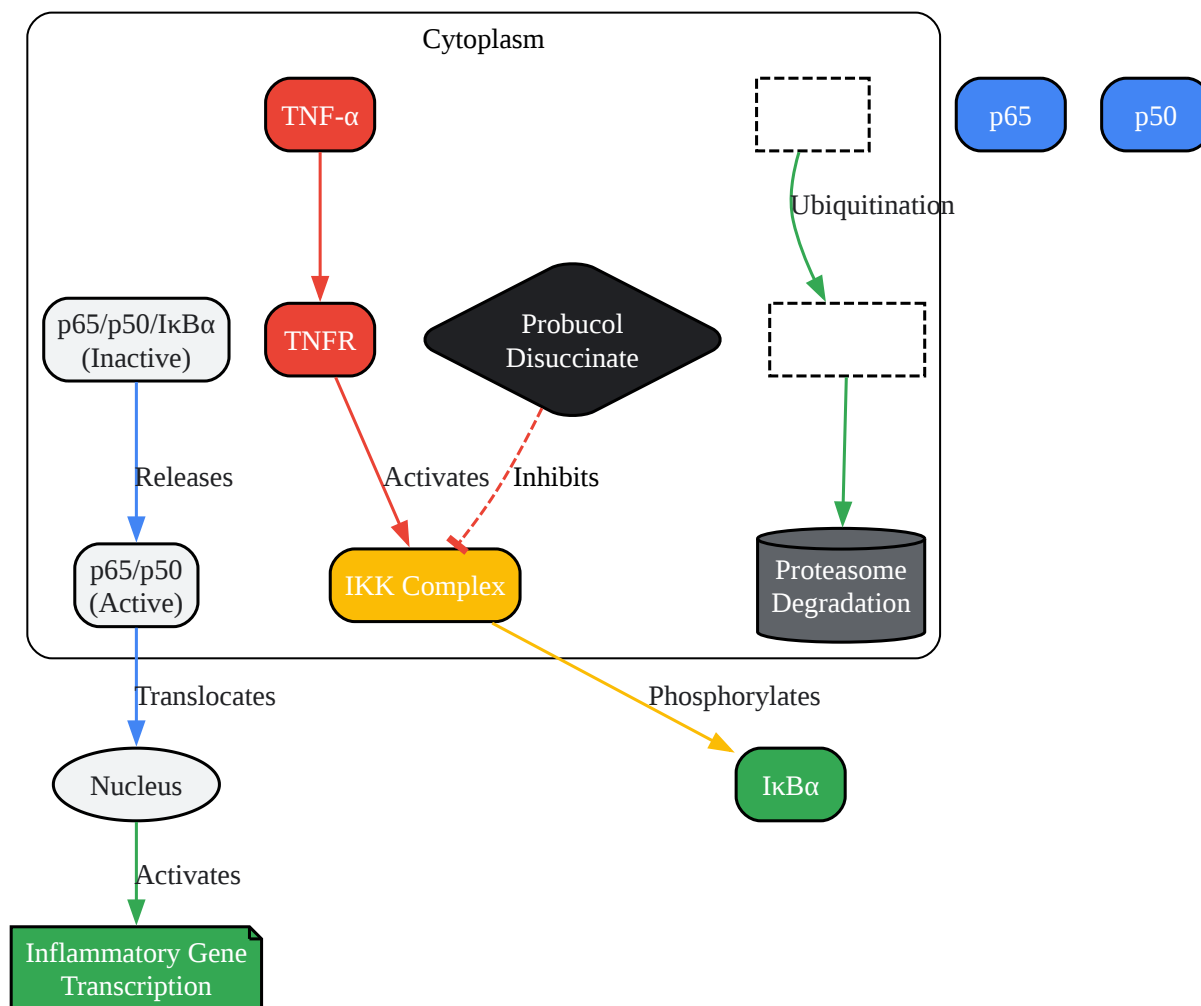 Cytoplasm
TNF-α
p65
p50
Ubiquitination
p65/p50/IκBα
(Inactive)
TNFR
Probucol
Disuccinate
Releases
Activates
Inhibits
p65/p50
(Active)
IKK Complex
Proteasome
Degradation
Translocates
Phosphorylates
Nucleus
IκBα
Activates
Inflammatory Gene
Transcription